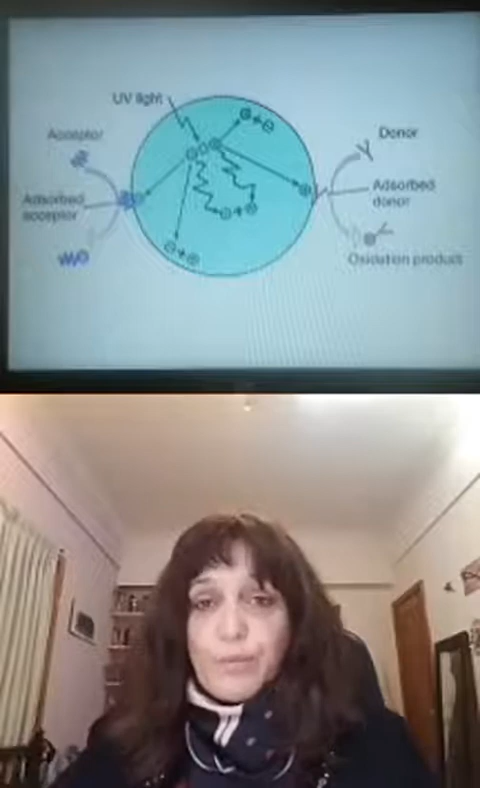 UV light
Acceptor
Donor
Adsorbed
acceptor
Adsorbed
donor
Oxidation product